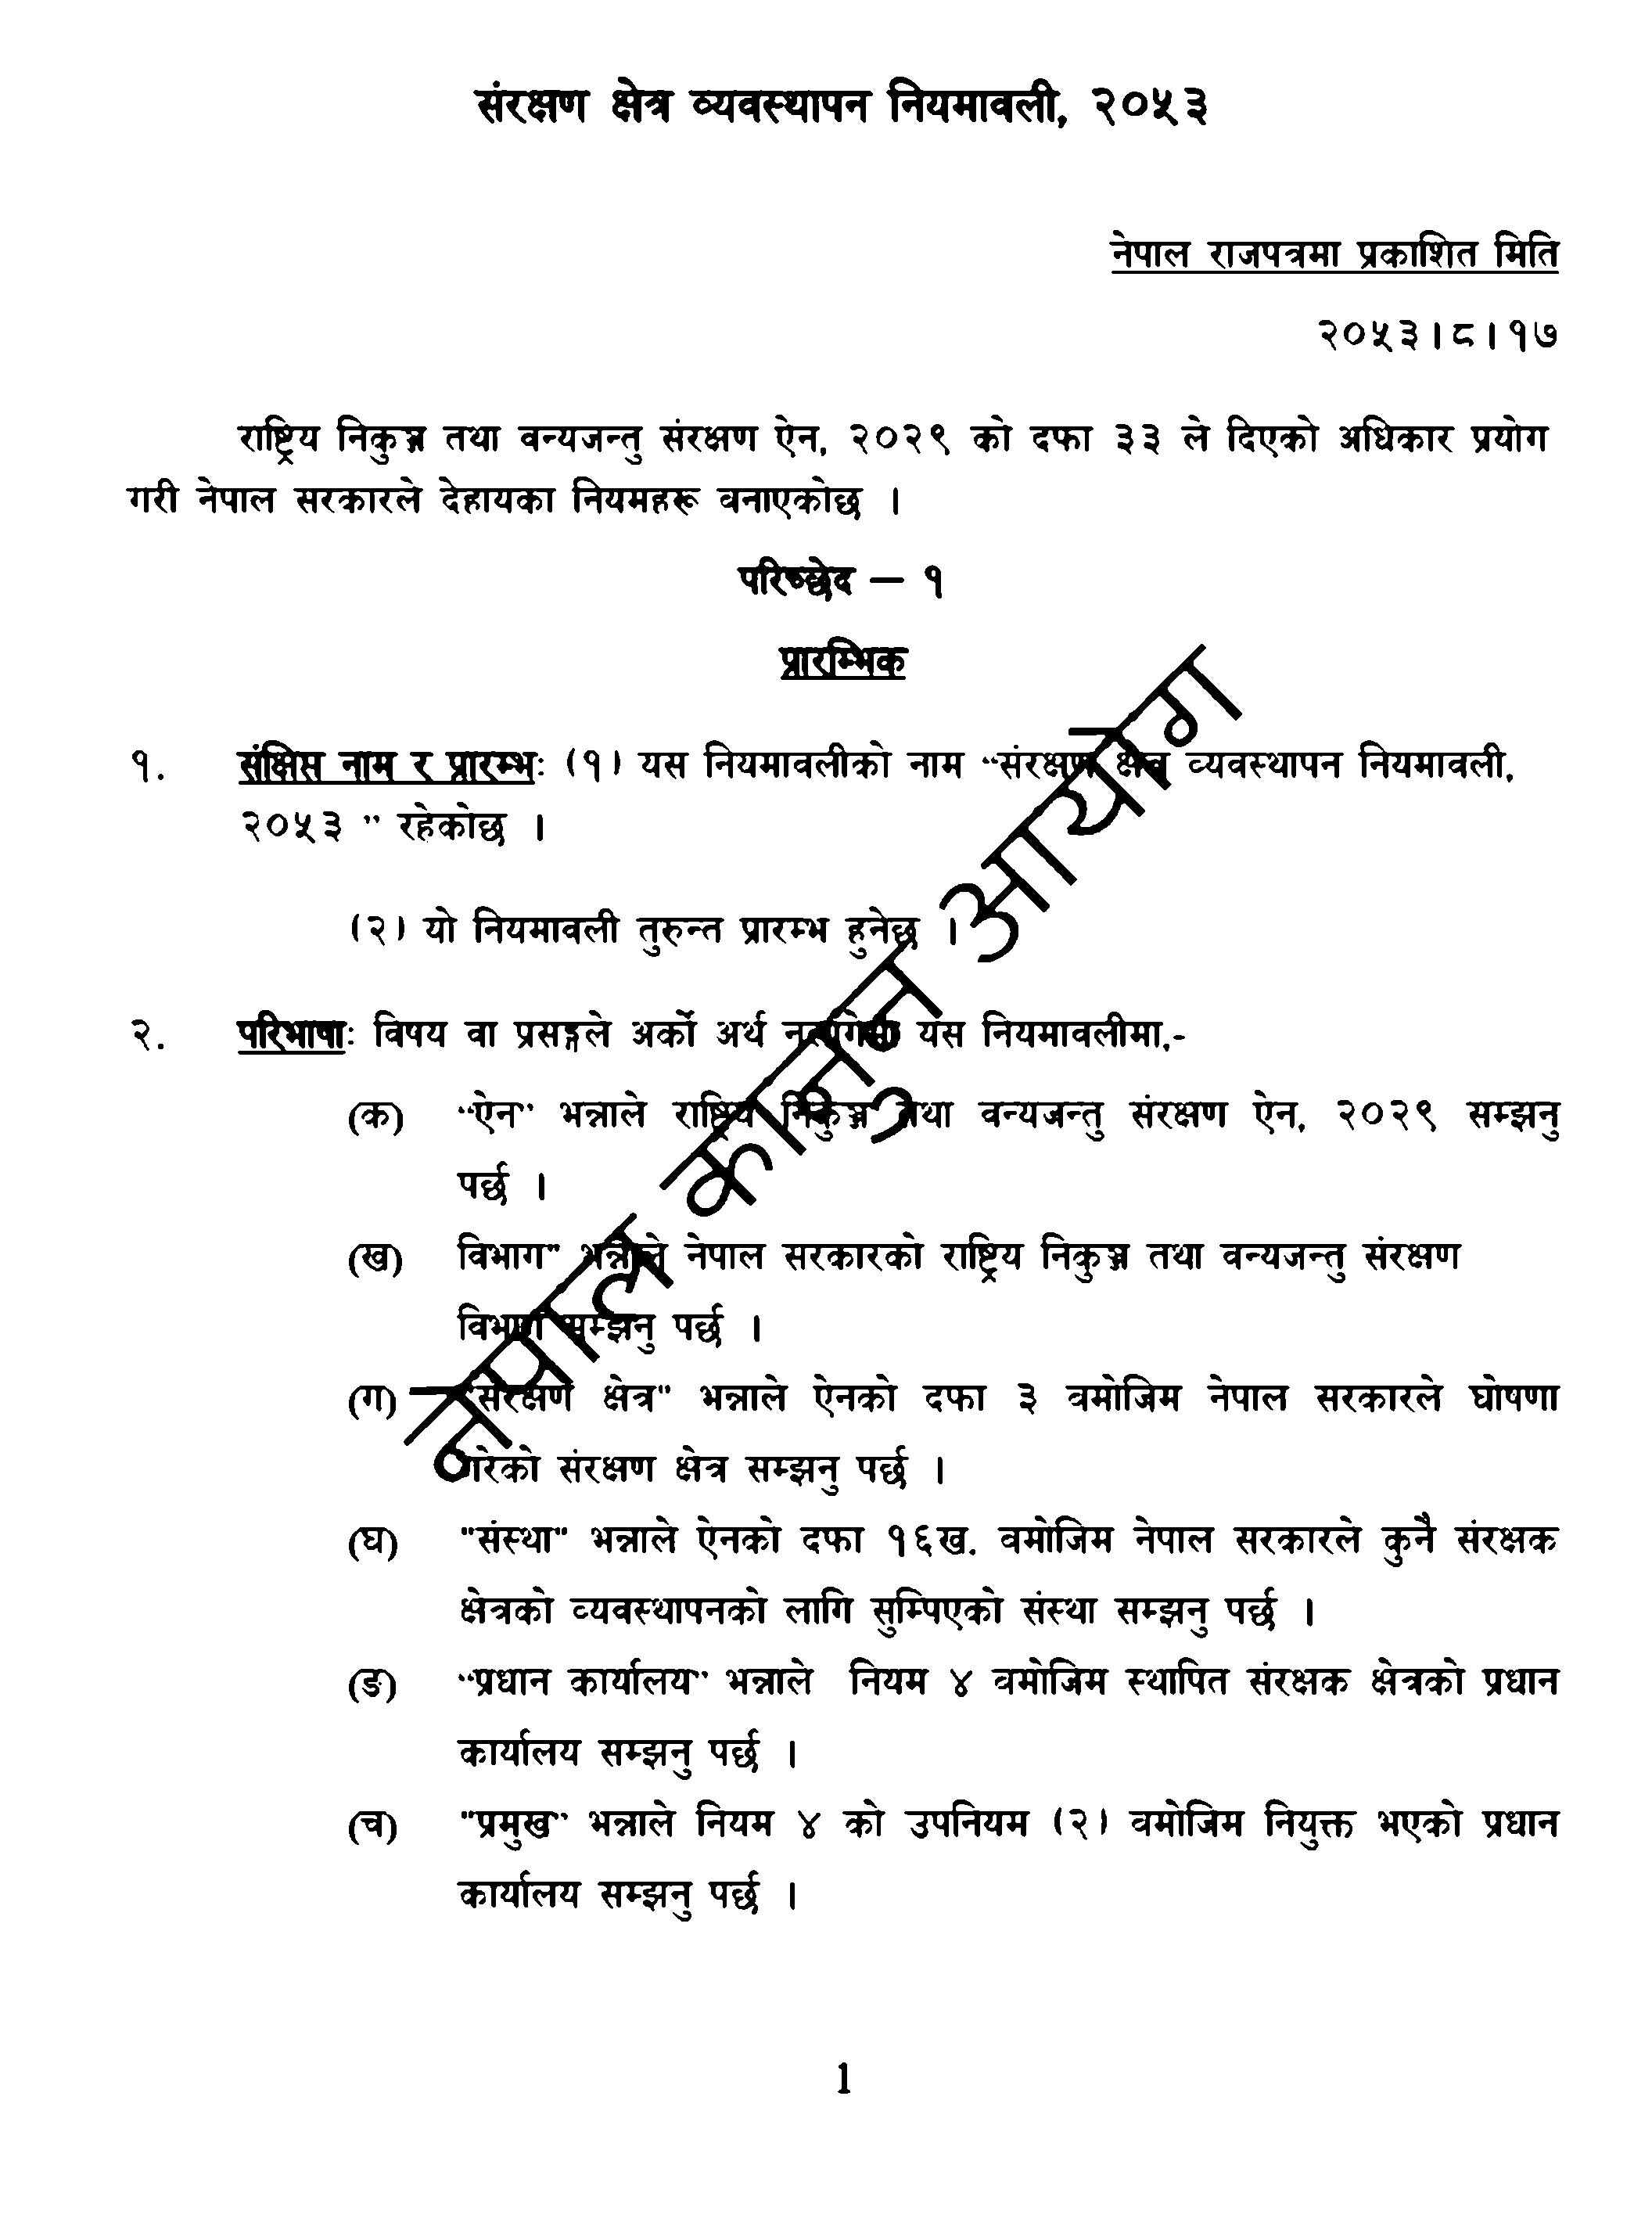 संरक्षण क्षेत्र व्यवस्थापन नियमावली, २०५३
नेपाल राजपत्रमा प्रकाशित मिति
२०५३।८।१७
राष्ट्रिय निकुञ्ज तथा वन्यजन्तु संरक्षण ऐन, २०२९ को दफा ३३ ले दिएको अधिकार प्रयोग
गरी नेपाल सरकारले देहायका नियमहरू बनाएकोछ ।
परिच्छेद – १
प्रारम्भिक
१. संक्षिप्त नाम र प्रारम्भः (१) यस नियमावलीको नाम “संरक्षण क्षेत्र व्यवस्थापन नियमावली,
२०५३ ” रहेकोछ ।
(२) यो नियमावली तुरुन्त प्रारम्भ हुनेछ ।
२. परिभाषाः विषय वा प्रसङ्गले अर्को अर्थ नलागेमा यस नियमावलीमा,-
(क) “ऐन” भन्नाले राष्ट्रिय निकुञ्ज तथा वन्यजन्तु संरक्षण ऐन, २०२९ सम्झनु
पर्छ ।
(ख) विभाग" भन्नाले नेपाल सरकारको राष्ट्रिय निकुञ्ज तथा वन्यजन्तु संरक्षण
विभाग सम्झनु पर्छ ।
(ग) "संरक्षण क्षेत्र" भन्नाले ऐनको दफा ३ बमोजिम नेपाल सरकारले घोषणा
गरेको संरक्षण क्षेत्र सम्झनु पर्छ ।
(घ) "संस्था" भन्नाले ऐनको दफा १६ख. बमोजिम नेपाल सरकारले कुनै संरक्षक
क्षेत्रको व्यवस्थापनको लागि सुम्पिएको संस्था सम्झनु पर्छ ।
(ङ) “प्रधान कार्यालय” भन्नाले नियम ४ बमोजिम स्थापित संरक्षक क्षेत्रको प्रधान
कार्यालय सम्झनु पर्छ ।
(च) "प्रमुख” भन्नाले नियम ४ को उपनियम (२) बमोजिम नियुक्त भएको प्रधान
कार्यालय सम्झनु पर्छ ।
नेपाल कानून आयोग
1